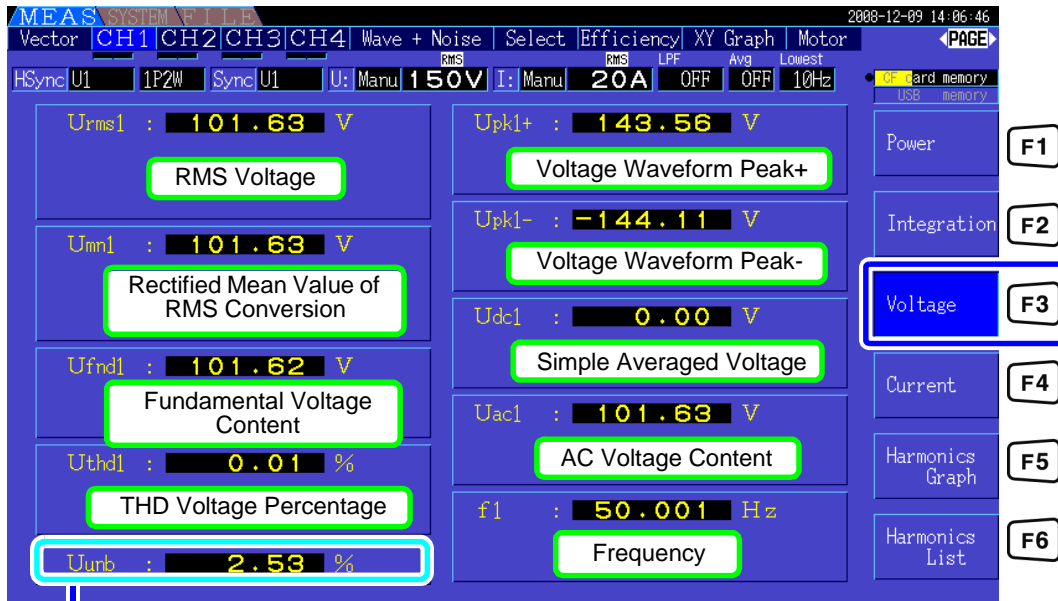 MEAS SYSTEM FILE 2008-12-09 14:06:46
Vector CH1 CH2 CH3 CH4 Wave + Noise Select Efficiency XY Graph Motor PAGE
RMS RMS LPF Avg Lowest
HSync U1 1P2W Sync U1 U: Manu 150V I: Manu 20A OFF OFF 10Hz
CF card memory
USB memory
Urms1 : 101.63 V
RMS Voltage
Umn1 : 101.63 V
Rectified Mean Value of
RMS Conversion
Ufnd1 : 101.62 V
Fundamental Voltage
Content
Uthd1 : 0.01 %
THD Voltage Percentage
Uunb : 2.53 %
Upk1+ : 143.56 V
Voltage Waveform Peak+
Upk1- : -144.11 V
Voltage Waveform Peak-
Udc1 : 0.00 V
Simple Averaged Voltage
Uac1 : 101.63 V
AC Voltage Content
f1 : 50.001 Hz
Frequency
Power F1
Integration F2
Voltage F3
Current F4
Harmonics
Graph F5
Harmonics
List F6